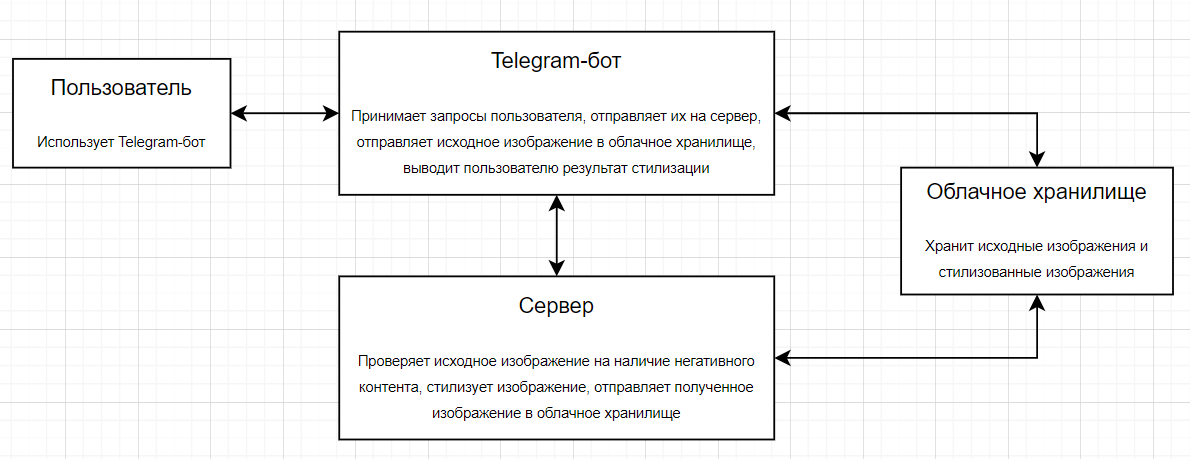 Пользователь
Использует Telegram-бот
Telegram-бот
Принимает запросы пользователя, отправляет их на сервер,
отправляет исходное изображение в облачное хранилище,
выводит пользователю результат стилизации
Облачное хранилище
Хранит исходные изображения и
стилизованные изображения
Сервер
Проверяет исходное изображение на наличие негативного
контента, стилизует изображение, отправляет полученное
изображение в облачное хранилище